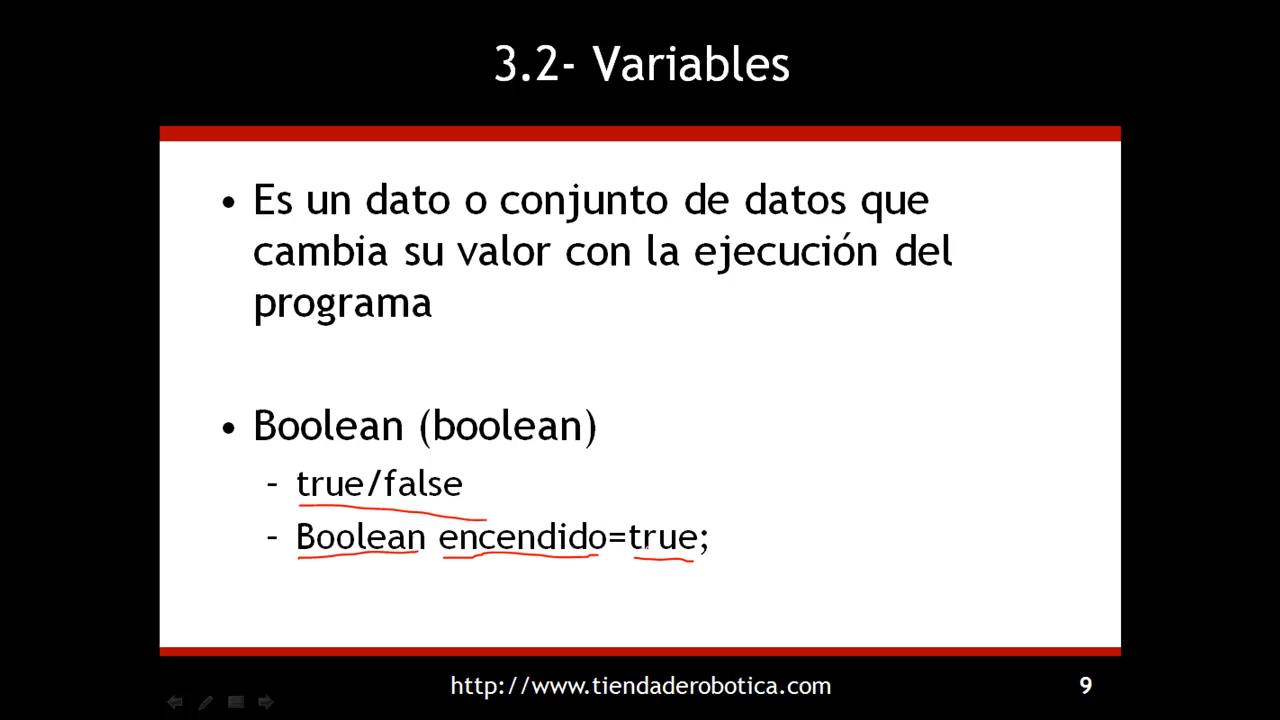 3.2- Variables
• Es un dato o conjunto de datos que
cambia su valor con la ejecución del
programa
• Boolean (boolean)
- true/false
- Boolean encendido=true;
http://www.tiendaderobotica.com
9